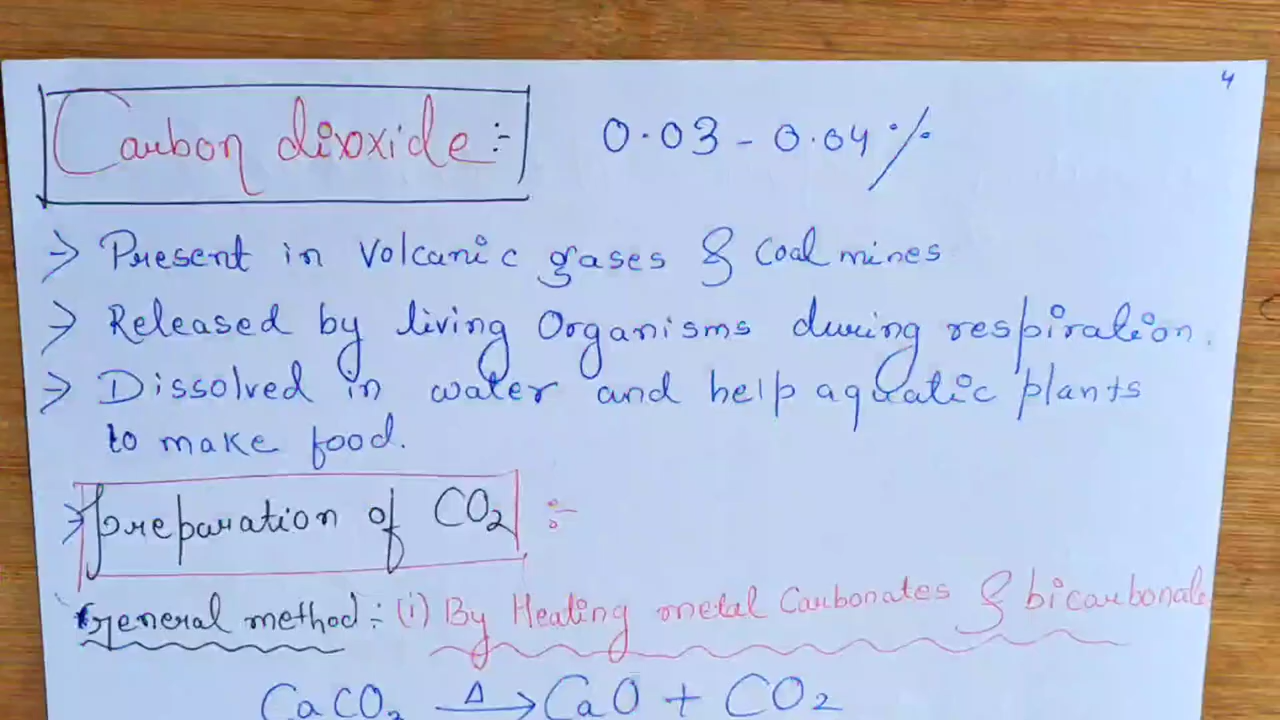 4
Carbon dioxide :- 0.03 - 0.04 %
> Present in Volcanic gases & Coal mines
> Released by living Organisms during respiration.
> Dissolved in water and help aquatic plants
to make food.
> Preparation of CO₂ :-
General method :- (i) By Heating metal Carbonates & bicarbonate
CaCO₃ —Δ→ CaO + CO₂